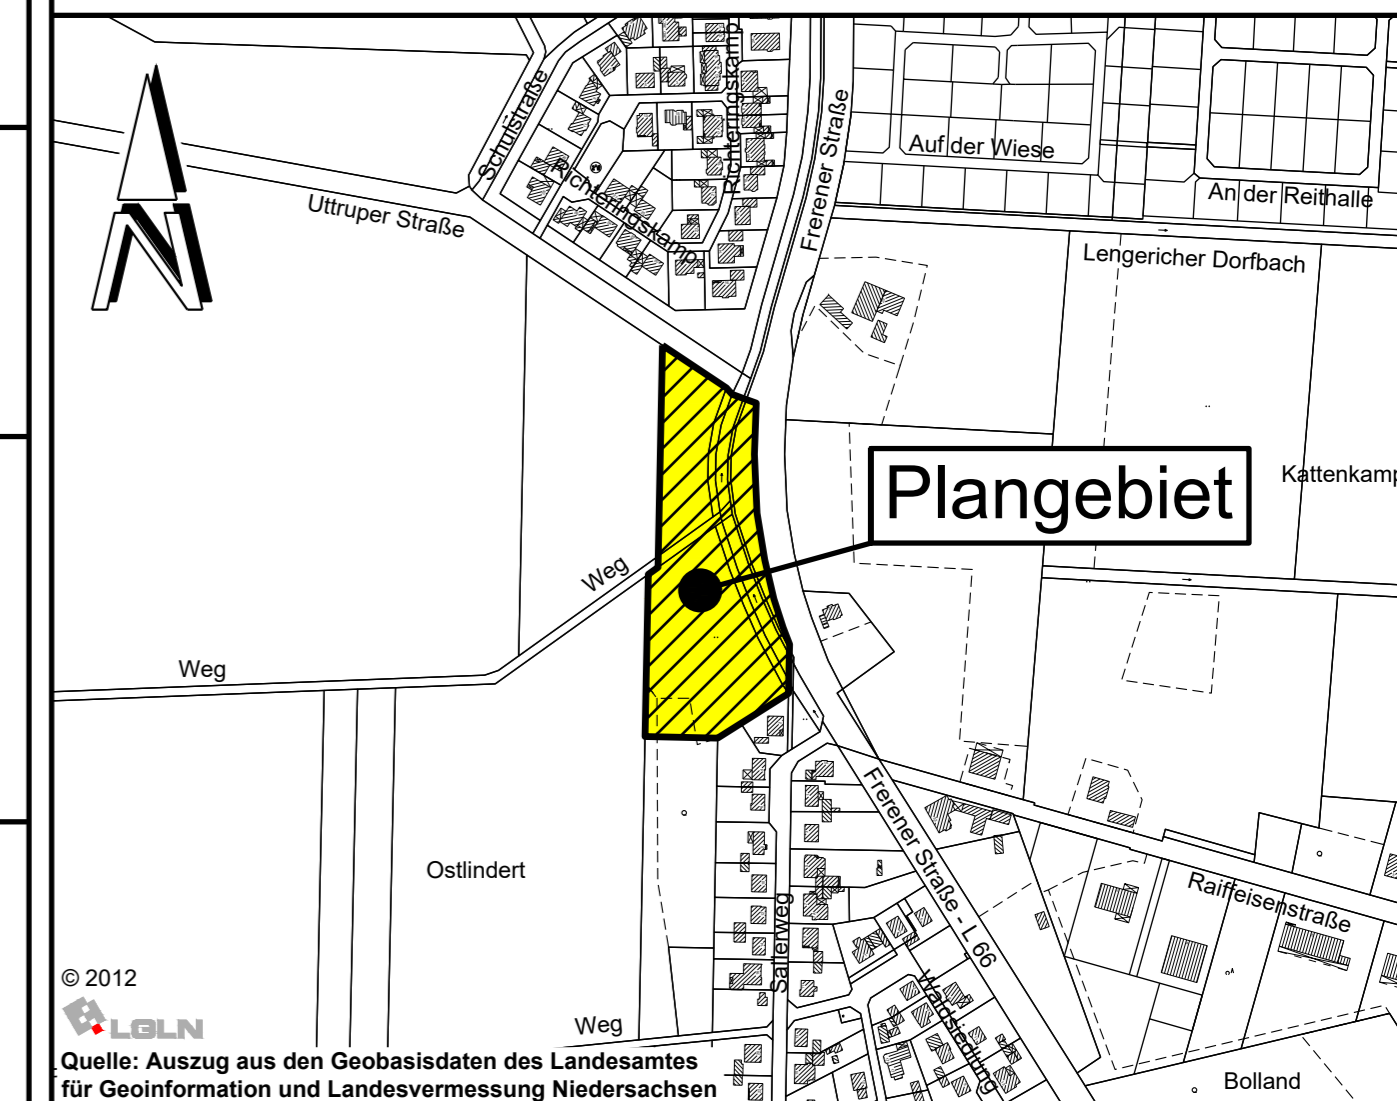 Schulstraße
Richteringskamp
Richteringskamp
Frerener Straße
Auf der Wiese
An der Reithalle
Uttruper Straße
Lengericher Dorfbach
N
Plangebiet
Kattenkamp
Weg
Weg
Frerener Straße - L 66
Ostlindert
Raiffeisenstraße
Sallerweg
Waldsiedlung
© 2012
LGLN
Weg
Quelle: Auszug aus den Geobasisdaten des Landesamtes
für Geoinformation und Landesvermessung Niedersachsen
Bolland